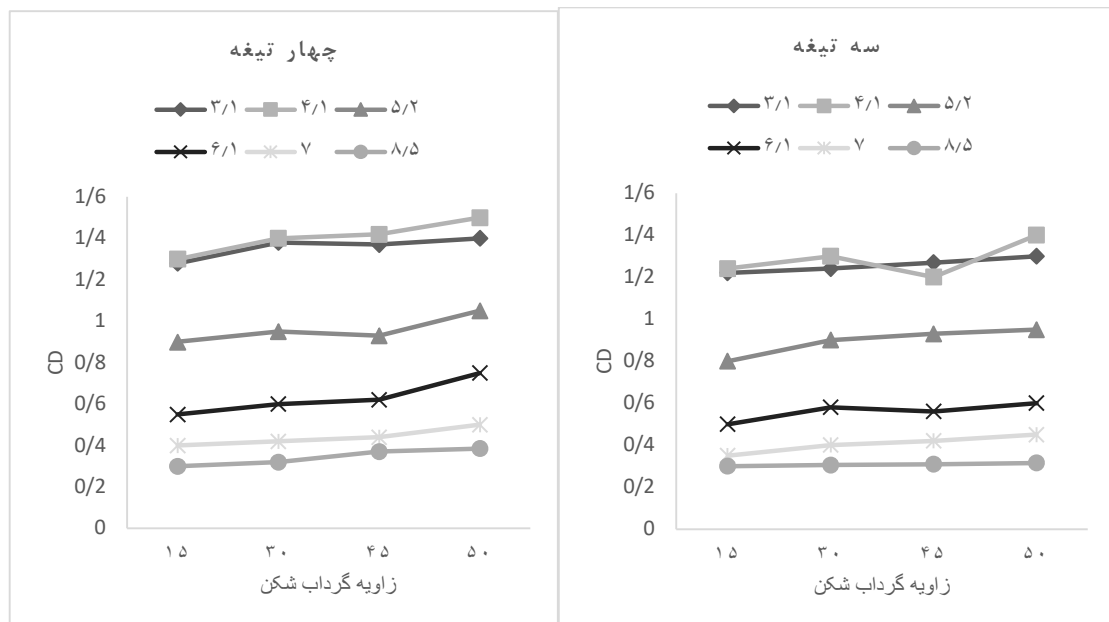 چهار تیغه
۳/۱ ۴/۱ ۵/۲
۶/۱ ۷ ۸/۵
1/6
1/4
1/2
1
0/8
0/6
0/4
0/2
0
CD
۱۵ ۳۰ ۴۵ ۵۰
زاویه گرداب شکن
سه تیغه
۳/۱ ۴/۱ ۵/۲
۶/۱ ۷ ۸/۵
1/6
1/4
1/2
1
0/8
0/6
0/4
0/2
0
CD
۱۵ ۳۰ ۴۵ ۵۰
زاویه گرداب شکن